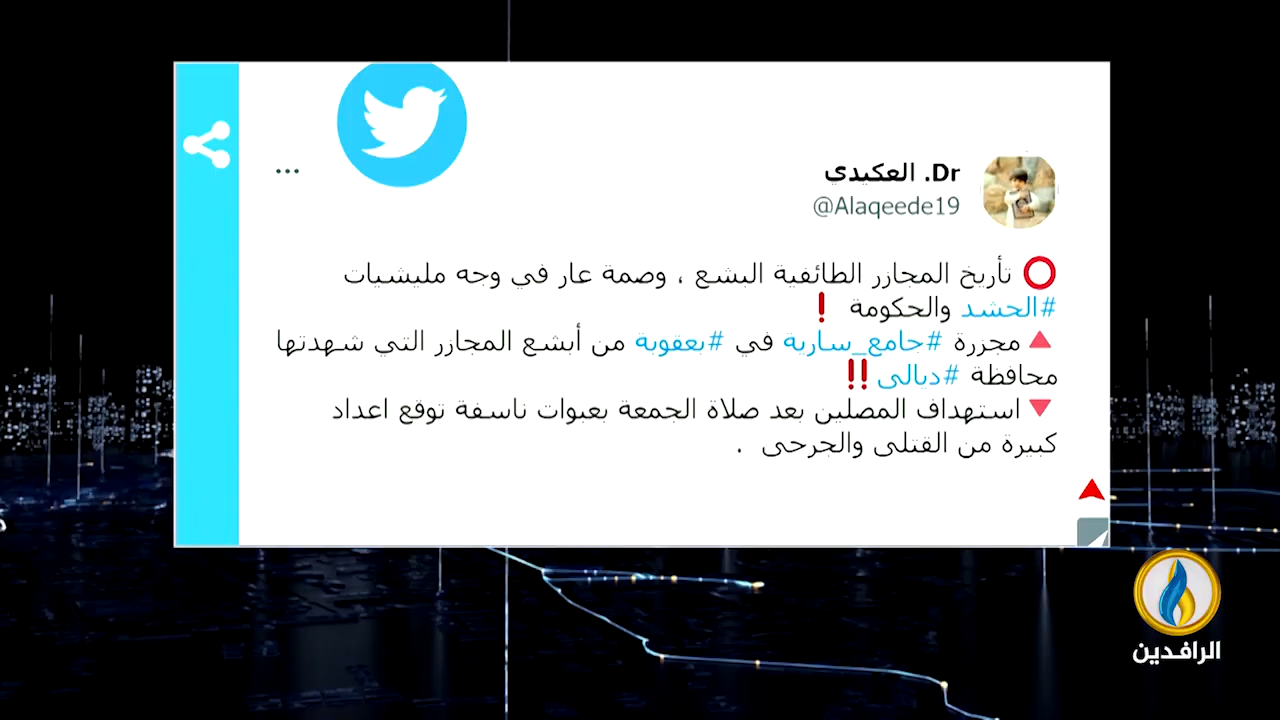 Dr. العكيدي
@Alaqeede19
⭕ تأريخ المجازر الطائفية البشع ، وصمة عار في وجه مليشيات
#الحشد والحكومة ❗
🔺مجزرة #جامع_سارية في #بعقوبة من أبشع المجازر التي شهدتها
محافظة #ديالى ‼
🔻استهداف المصلين بعد صلاة الجمعة بعبوات ناسفة توقع اعداد
كبيرة من القتلى والجرحى .
الرافدين